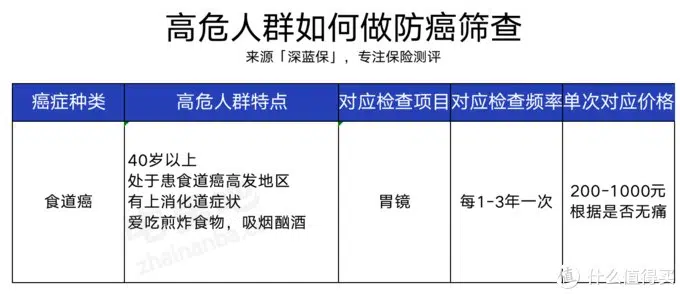 高危人群如何做防癌筛查
来源「深蓝保」，专注保险测评
癌症种类 高危人群特点 对应检查项目 对应检查频率 单次对应价格
食道癌
40岁以上
处于患食道癌高发地区
有上消化道症状
爱吃煎炸食物，吸烟酗酒
胃镜
每1-3年一次
200-1000元
根据是否无痛
zhainanba
值 什么值得买